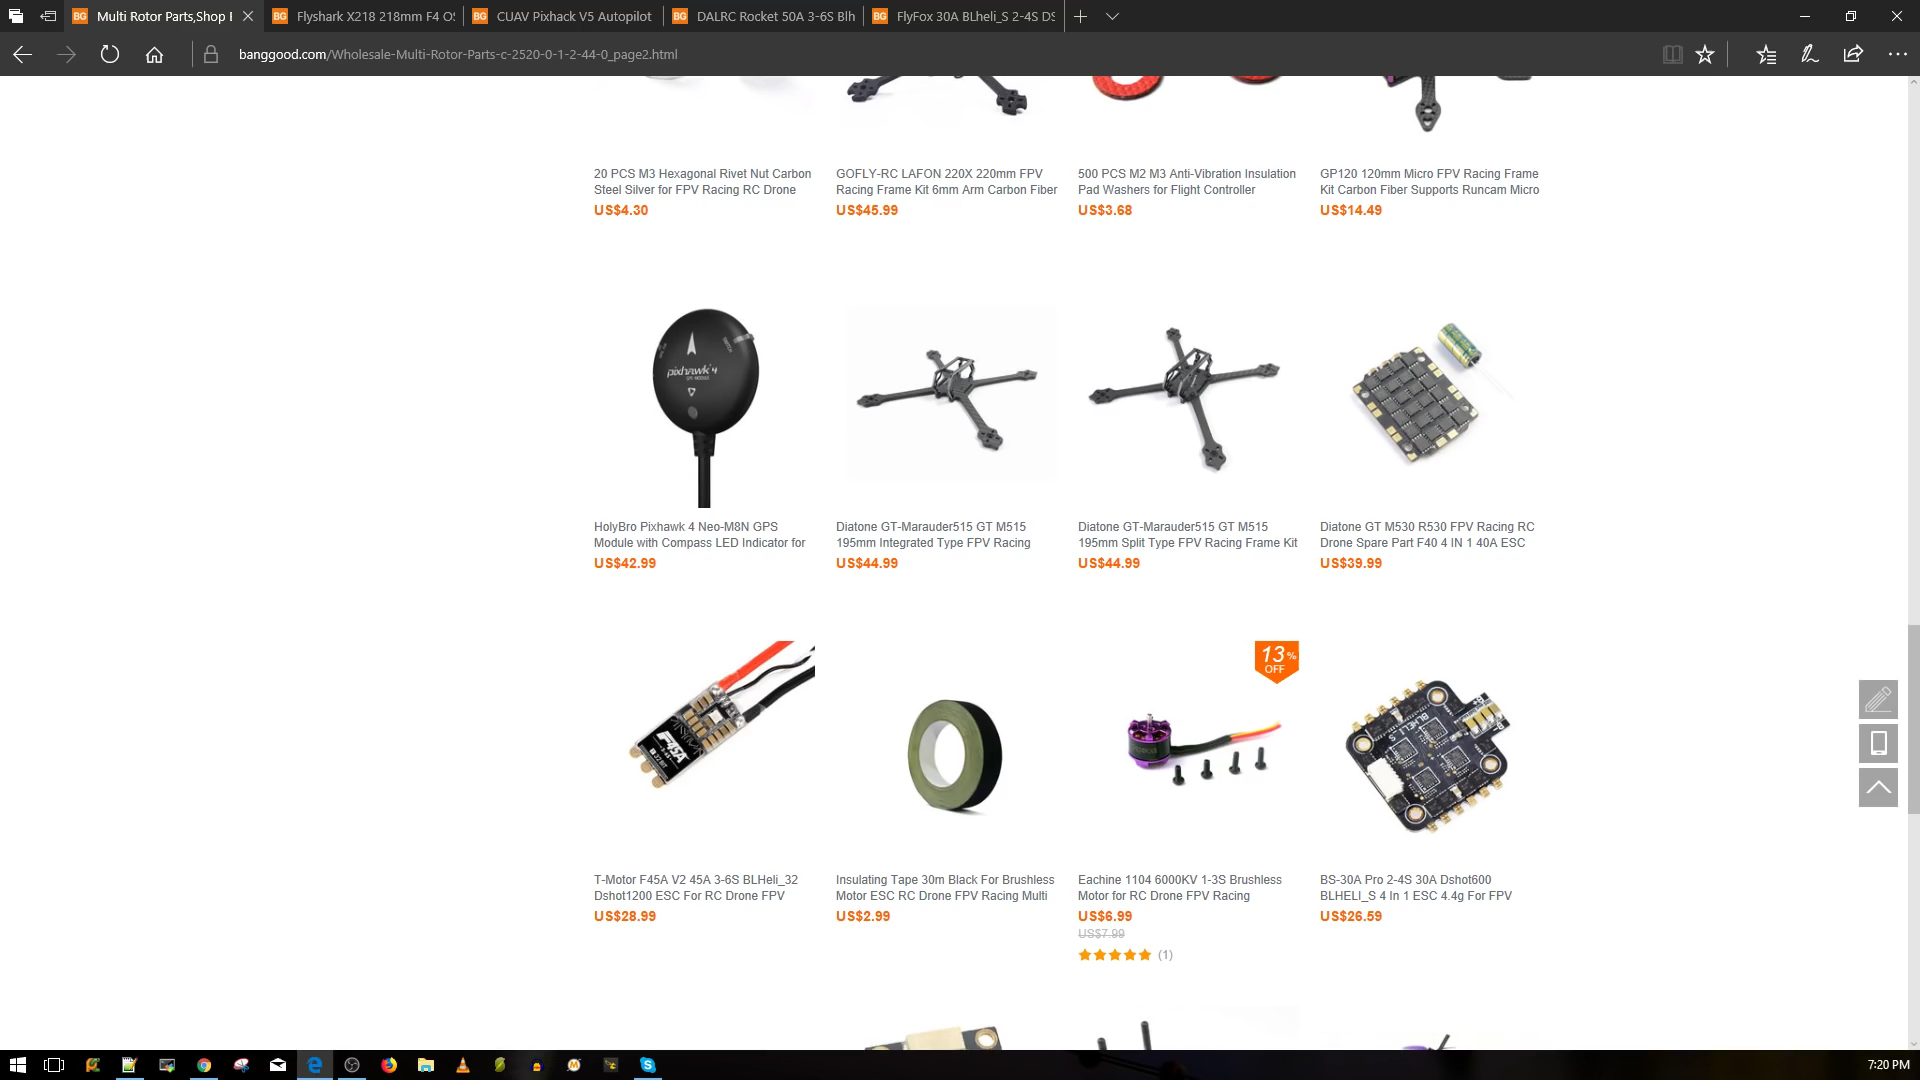 Multi Rotor Parts,Shop
Flyshark X218 218mm F4 OS
CUAV Pixhack V5 Autopilot
DALRC Rocket 50A 3-6S Blh
FlyFox 30A BLheli_S 2-4S DS
banggood.com/Wholesale-Multi-Rotor-Parts-c-2520-0-1-2-44-0_page2.html
20 PCS M3 Hexagonal Rivet Nut Carbon
Steel Silver for FPV Racing RC Drone
US$4.30
GOFLY-RC LAFON 220X 220mm FPV
Racing Frame Kit 6mm Arm Carbon Fiber
US$45.99
500 PCS M2 M3 Anti-Vibration Insulation
Pad Washers for Flight Controller
US$3.68
GP120 120mm Micro FPV Racing Frame
Kit Carbon Fiber Supports Runcam Micro
US$14.49
pixhawk 4
HolyBro Pixhawk 4 Neo-M8N GPS
Module with Compass LED Indicator for
US$42.99
Diatone GT-Marauder515 GT M515
195mm Integrated Type FPV Racing
US$44.99
Diatone GT-Marauder515 GT M515
195mm Split Type FPV Racing Frame Kit
US$44.99
Diatone GT M530 R530 FPV Racing RC
Drone Spare Part F40 4 IN 1 40A ESC
US$39.99
F45A
32BIT
13%
OFF
BLHELI
S
T-Motor F45A V2 45A 3-6S BLHeli_32
Dshot1200 ESC For RC Drone FPV
US$28.99
Insulating Tape 30m Black For Brushless
Motor ESC RC Drone FPV Racing Multi
US$2.99
Eachine 1104 6000KV 1-3S Brushless
Motor for RC Drone FPV Racing
US$6.99
US$7.99
(1)
BS-30A Pro 2-4S 30A Dshot600
BLHELI_S 4 In 1 ESC 4.4g For FPV
US$26.59
7:20 PM